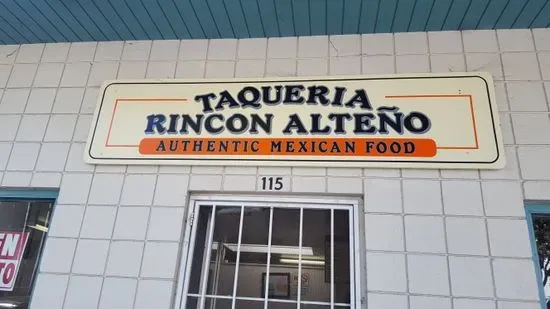 TAQUERIA
RINCON ALTEÑO
AUTHENTIC MEXICAN FOOD
115